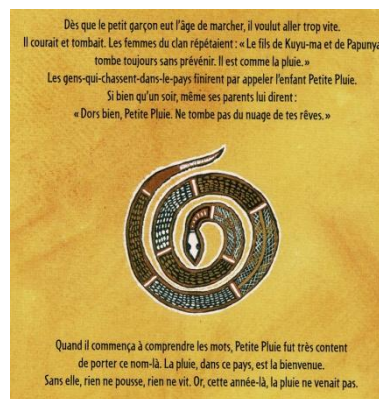 Dès que le petit garçon eut l'âge de marcher, il voulut aller trop vite.
Il courait et tombait. Les femmes du clan répétaient : « Le fils de Kuyu-ma et de Papunya
tombe toujours sans prévenir. Il est comme la pluie. »
Les gens-qui-chassent-dans-le-pays finirent par appeler l'enfant Petite Pluie.
Si bien qu'un soir, même ses parents lui dirent :
« Dors bien, Petite Pluie. Ne tombe pas du nuage de tes rêves. »
Quand il commença à comprendre les mots, Petite Pluie fut très content
de porter ce nom-là. La pluie, dans ce pays, est la bienvenue.
Sans elle, rien ne pousse, rien ne vit. Or, cette année-là, la pluie ne venait pas.